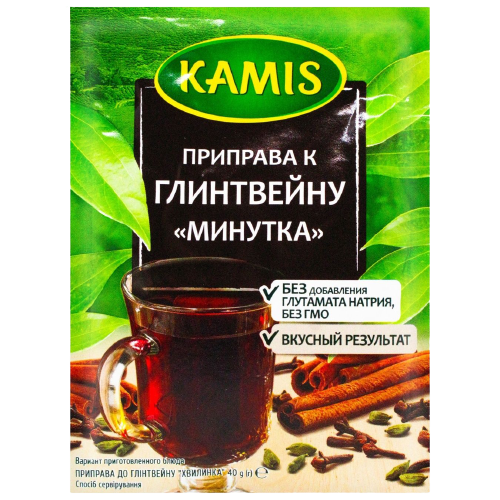 KAMIS
ПРИПРАВА К
ГЛИНТВЕЙНУ
«МИНУТКА»
БЕЗ ДОБАВЛЕНИЯ
ГЛУТАМАТА НАТРИЯ,
БЕЗ ГМО
ВКУСНЫЙ РЕЗУЛЬТАТ
Вариант приготовленного блюда
ПРИПРАВА ДО ГЛІНТВЕЙНУ "ХВИЛИНКА" 40 g (г) ℮
Спосіб сервірування